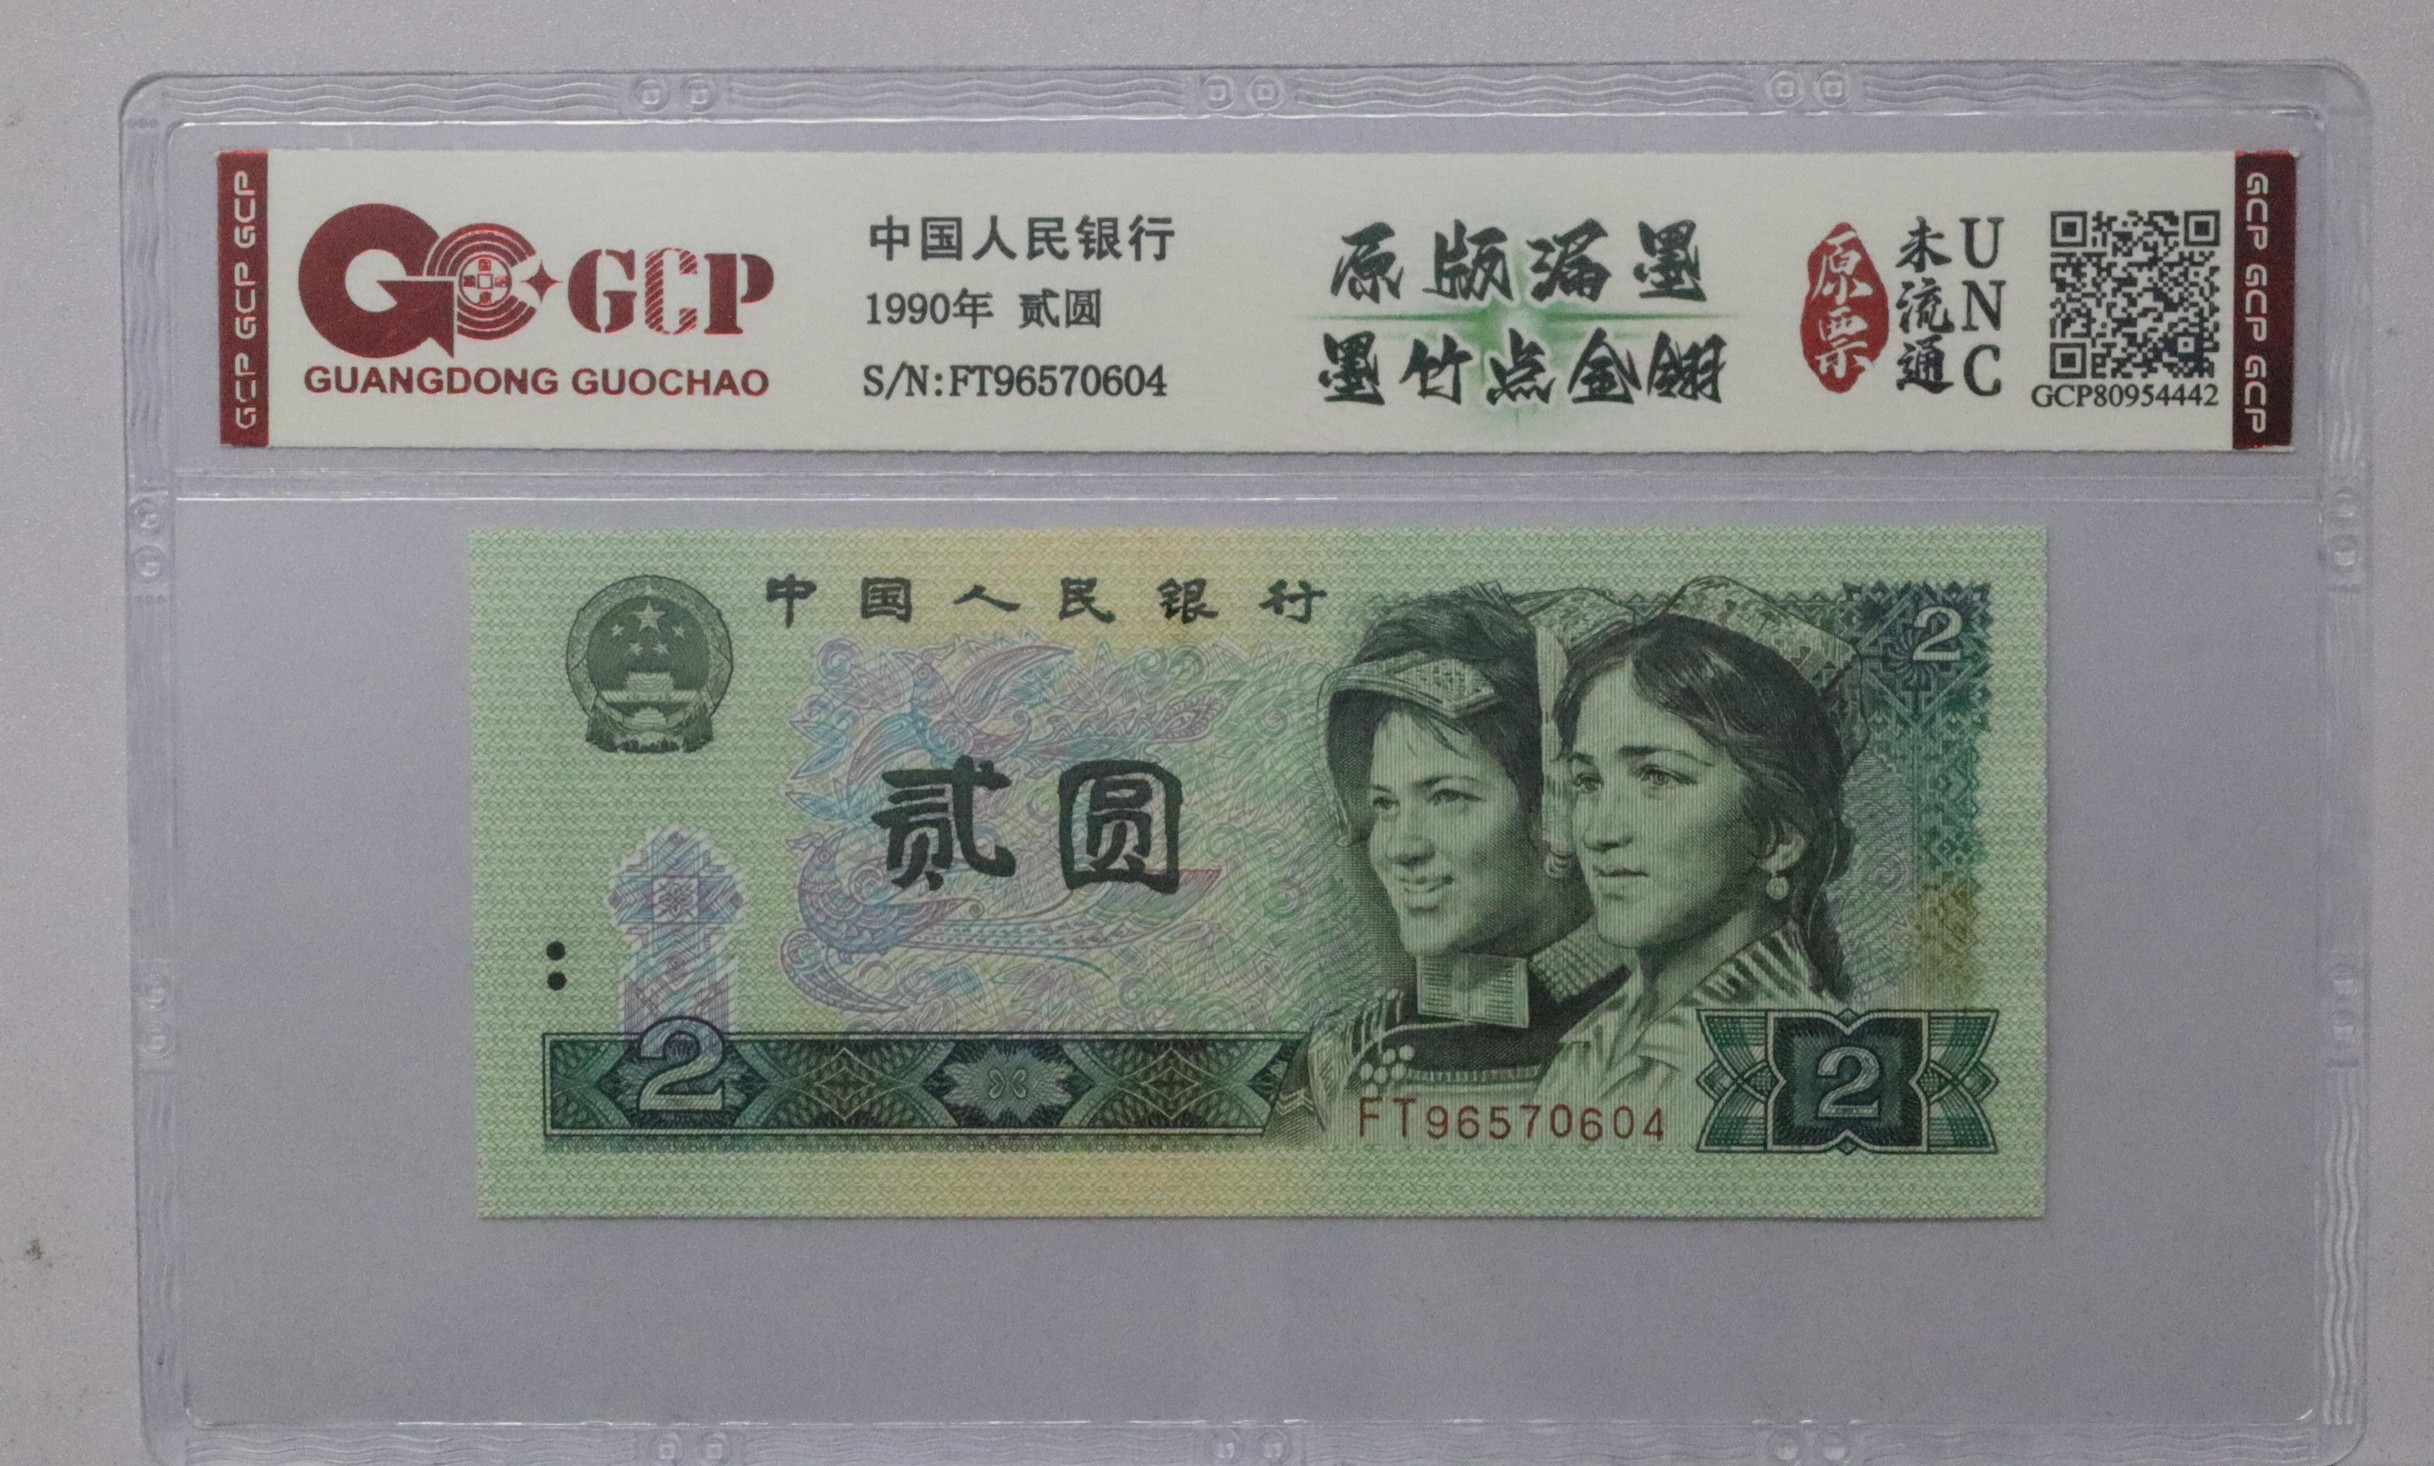 GCP GCP GCP
GCP
GUANGDONG GUOCHAO
中国人民银行
1990年 贰圆
S/N:FT96570604
原版漏墨
墨竹点金翎
原票
未流通
UNC
GCP80954442
GCP GCP GCP
中国人民银行
2
贰圆
2
FT96570604
2